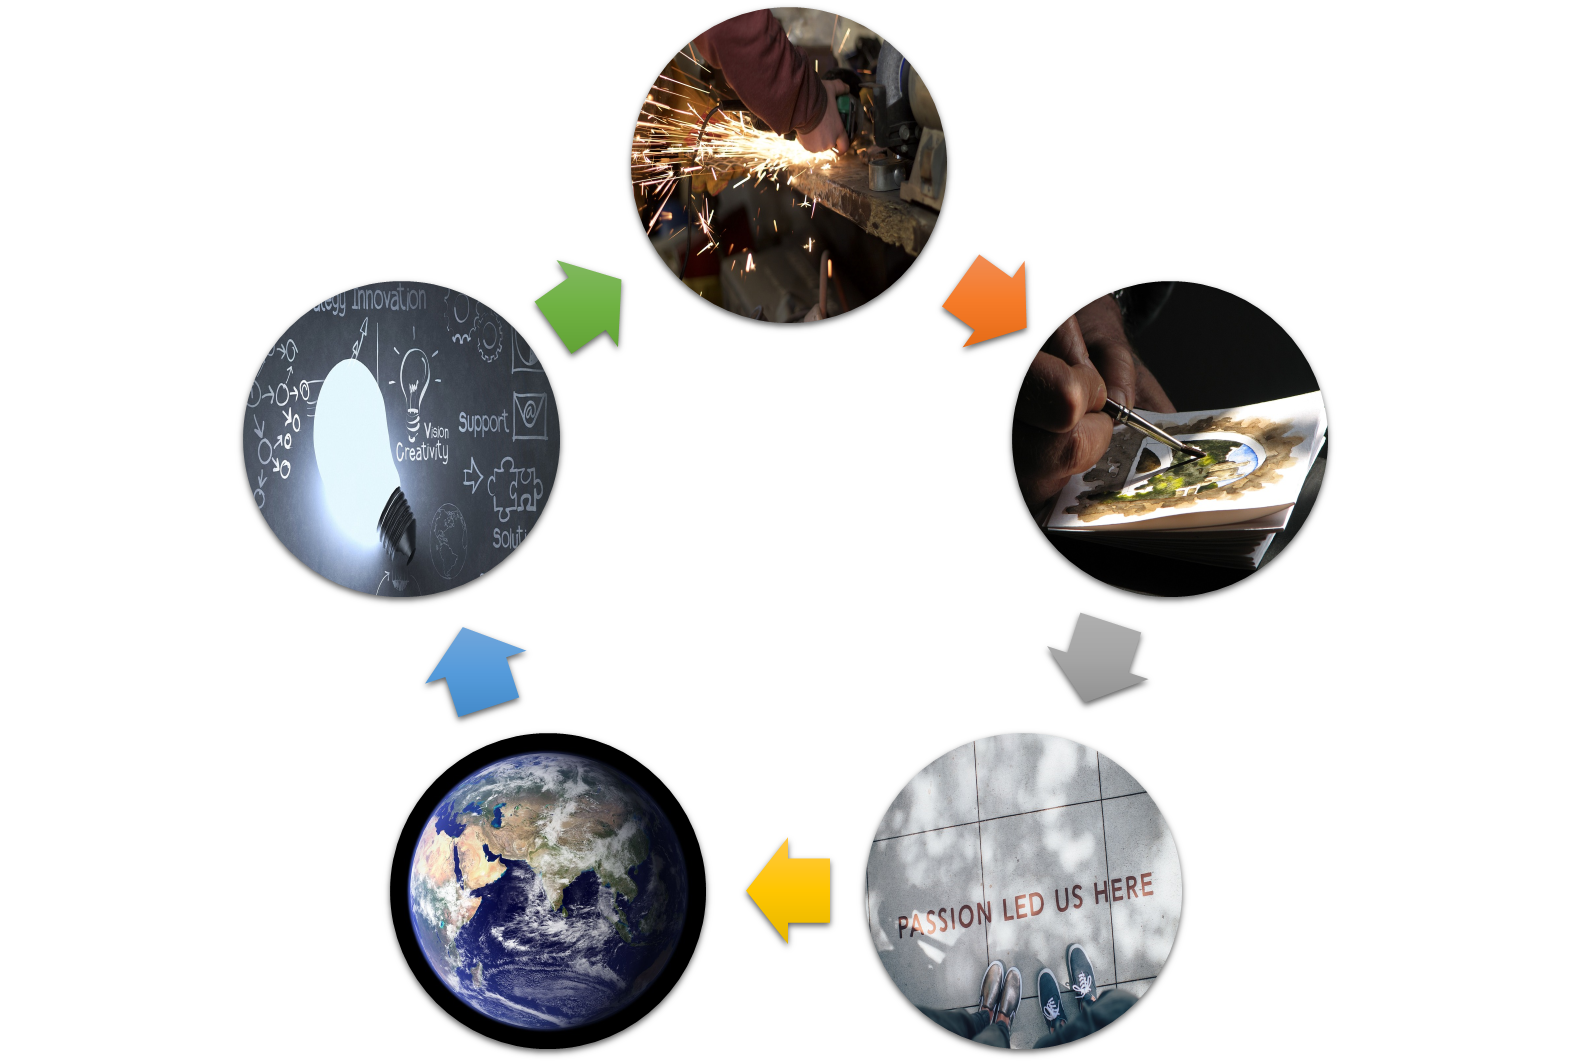 Innovation
Vision
Creativity
Support
@
PASSION LED US HERE